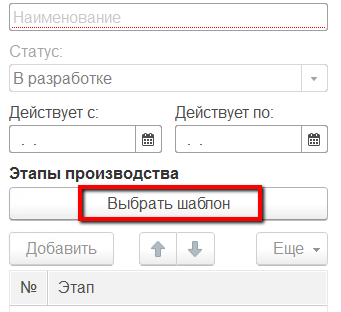 Наименование
Статус:
В разработке
Действует с: Действует по:
. . . .
Этапы производства
Выбрать шаблон
Добавить Еще
№ Этап